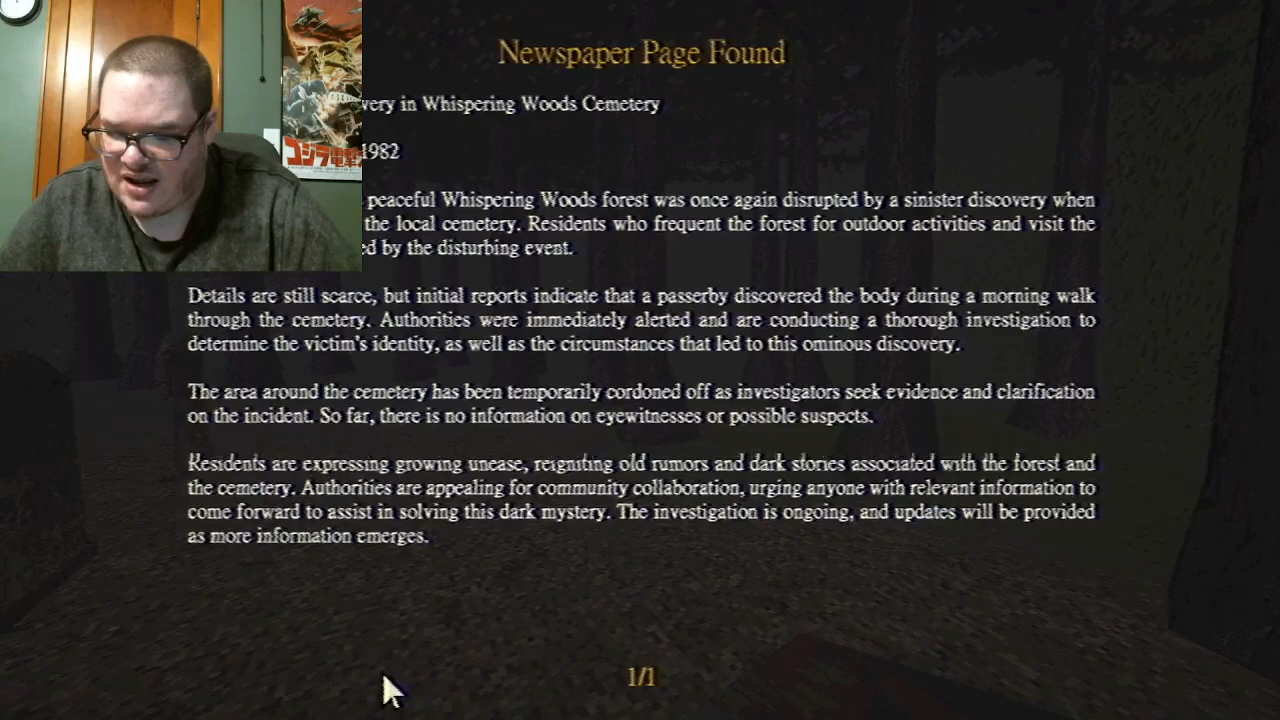 Newspaper Page Found
very in Whispering Woods Cemetery
1982
peaceful Whispering Woods forest was once again disrupted by a sinister discovery when
the local cemetery. Residents who frequent the forest for outdoor activities and visit the
ed by the disturbing event.
Details are still scarce, but initial reports indicate that a passerby discovered the body during a morning walk
through the cemetery. Authorities were immediately alerted and are conducting a thorough investigation to
determine the victim's identity, as well as the circumstances that led to this ominous discovery.
The area around the cemetery has been temporarily cordoned off as investigators seek evidence and clarification
on the incident. So far, there is no information on eyewitnesses or possible suspects.
Residents are expressing growing unease, reigniting old rumors and dark stories associated with the forest and
the cemetery. Authorities are appealing for community collaboration, urging anyone with relevant information to
come forward to assist in solving this dark mystery. The investigation is ongoing, and updates will be provided
as more information emerges.
1/1
ゴジラ電撃